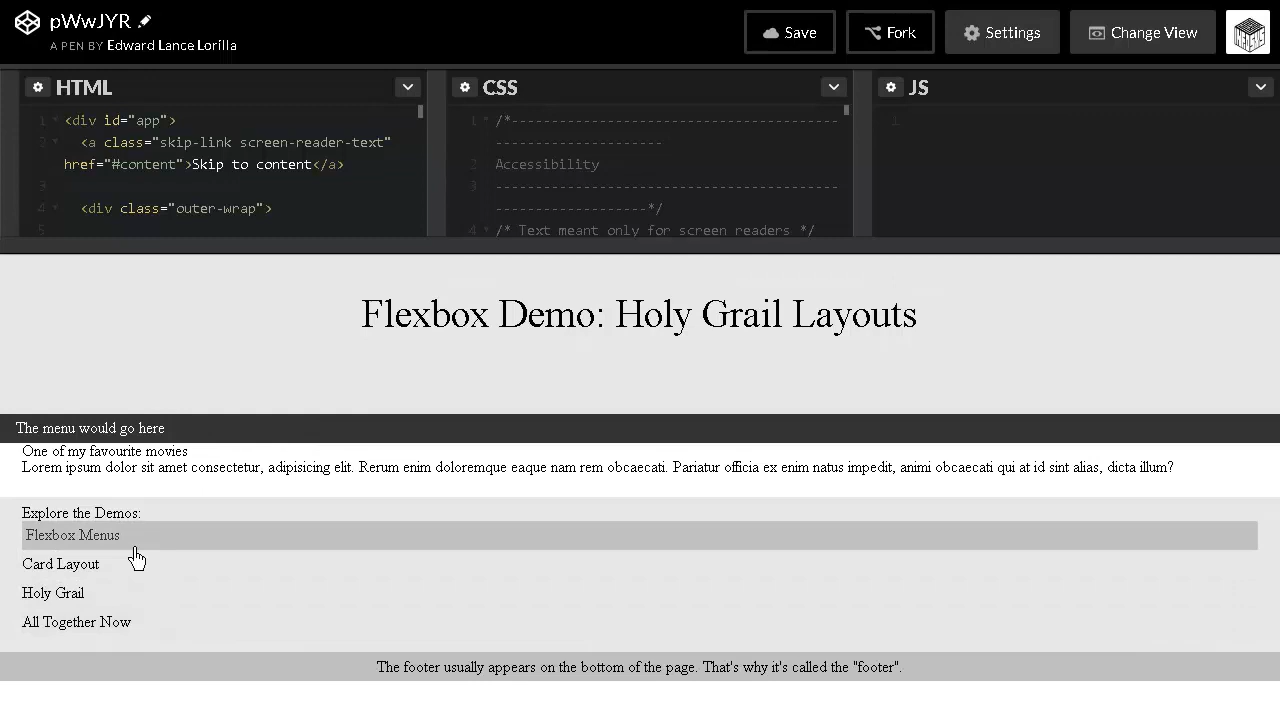 pWwJYR
A PEN BY Edward Lance Lorilla
Save
Fork
Settings
Change View
HTML
1 <div id="app">
2 <a class="skip-link screen-reader-text"
href="#content">Skip to content</a>
3
4 <div class="outer-wrap">
5
CSS
1 /*-----------------------------------------
--------------------
2 Accessibility
3 -----------------------------------------
------------------*/
4 /* Text meant only for screen readers */
JS
1
Flexbox Demo: Holy Grail Layouts
The menu would go here
One of my favourite movies
Lorem ipsum dolor sit amet consectetur, adipisicing elit. Rerum enim doloremque eaque nam rem obcaecati. Pariatur officia ex enim natus impedit, animi obcaecati qui at id sint alias, dicta illum?
Explore the Demos:
Flexbox Menus
Card Layout
Holy Grail
All Together Now
The footer usually appears on the bottom of the page. That's why it's called the "footer".